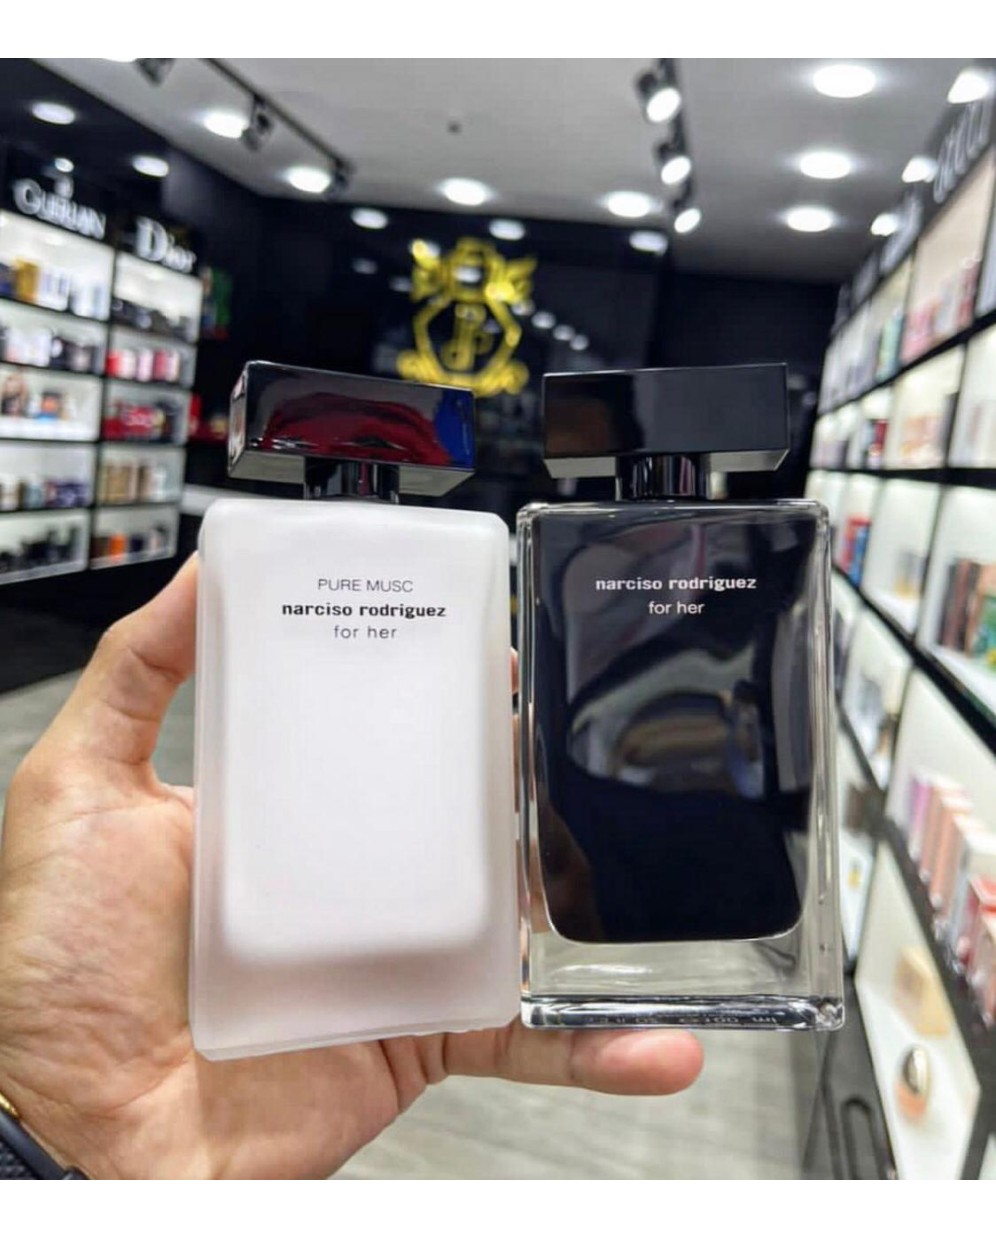 GUERLAIN
Dior
PURE MUSC
narciso rodriguez
for her
narciso rodriguez
for her